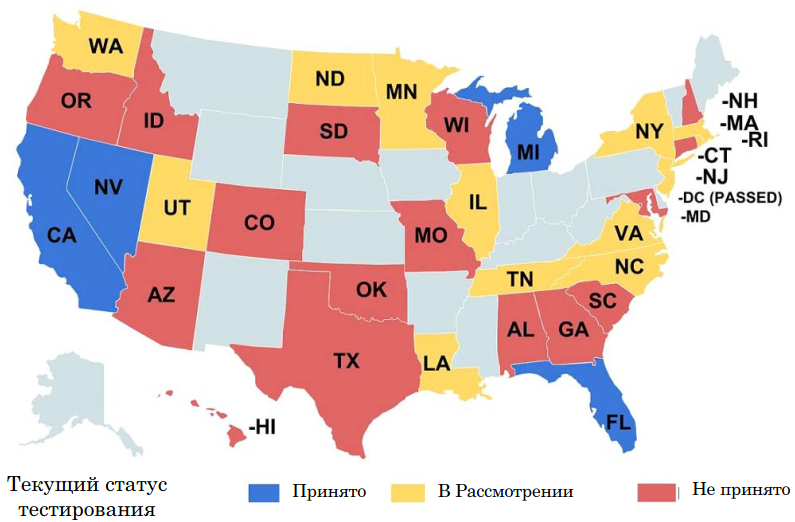 WA
ND
MN
OR
ID
SD
WI
MI
NY
-NH
-MA
-RI
-CT
-NJ
-DC (PASSED)
-MD
NV
UT
CO
IL
CA
MO
VA
NC
TN
AZ
OK
SC
AL
GA
TX
LA
FL
-HI
Текущий статус
тестирования
Принято
В Рассмотрении
Не принято